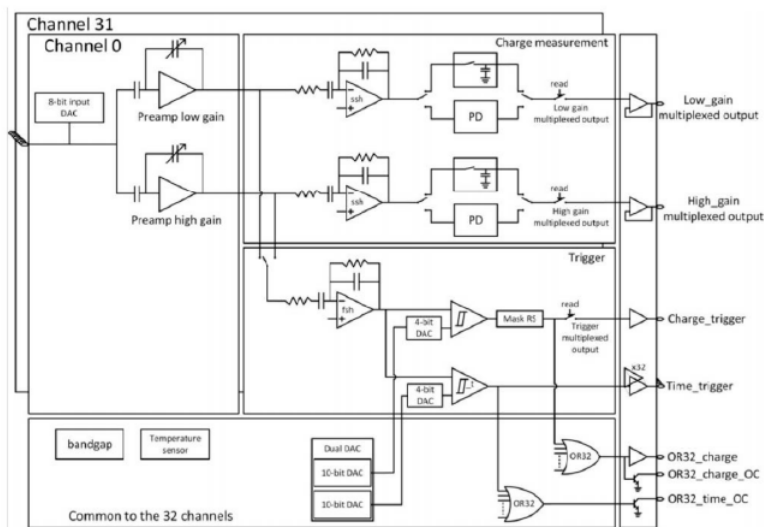 Channel 31
Channel 0
8-bit input
DAC
Preamp low gain
Preamp high gain
Charge measurement
ssh
PD
read
Low gain
multiplexed output
ssh
PD
read
High gain
multiplexed output
Low_gain
multiplexed output
High_gain
multiplexed output
Trigger
fsh
4-bit
DAC
Mask RS
read
Trigger
multiplexed
output
Charge_trigger
4-bit
DAC
_t
x32
Time_trigger
bandgap
Temperature
sensor
Dual DAC
10-bit DAC
10-bit DAC
OR32
OR32
OR32_charge
OR32_charge_OC
OR32_time_OC
Common to the 32 channels